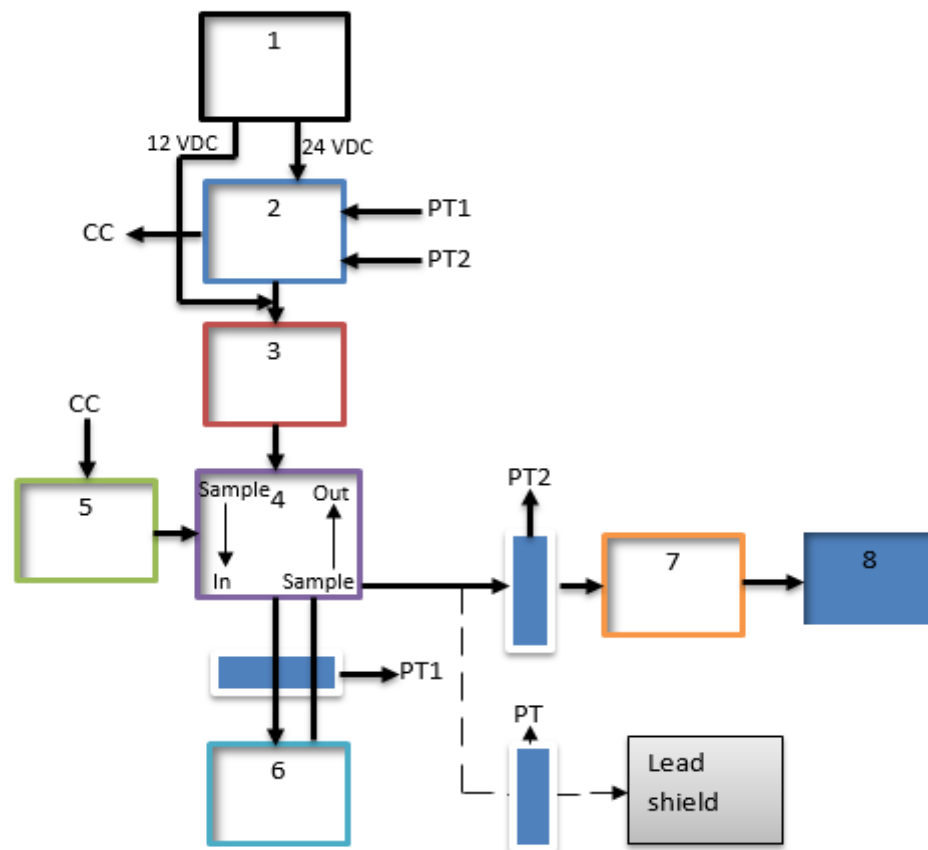 1
12 VDC
24 VDC
2
PT1
CC
PT2
3
CC
5
Sample
4
Out
In
Sample
PT2
7
8
PT1
6
PT
Lead
shield